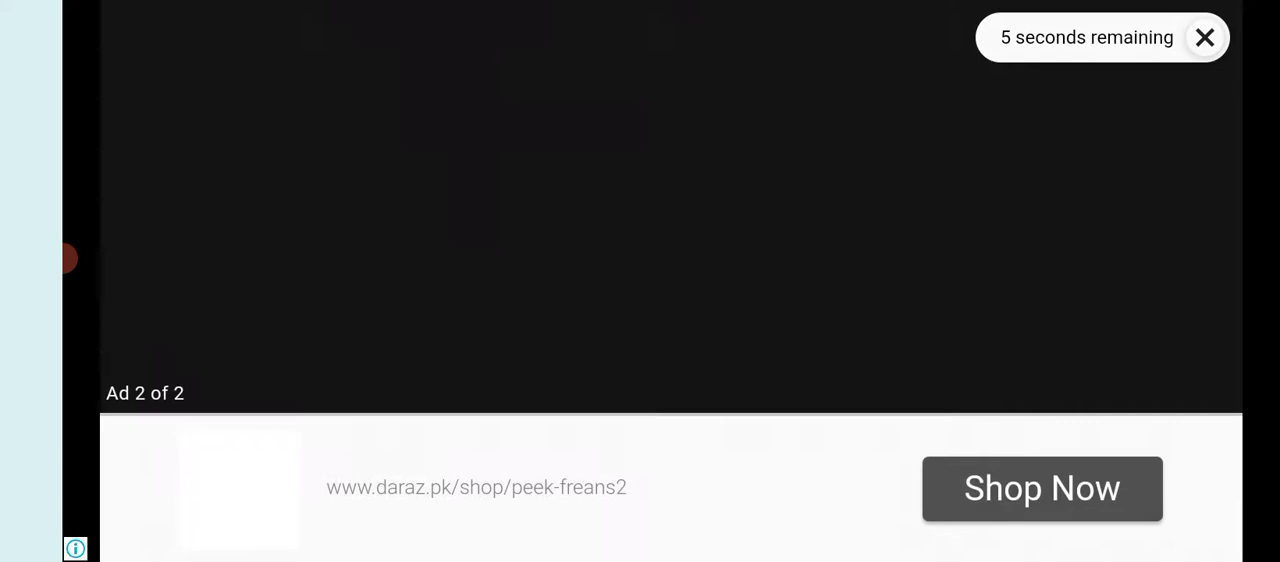 5 seconds remaining
Ad 2 of 2
www.daraz.pk/shop/peek-freans2
Shop Now